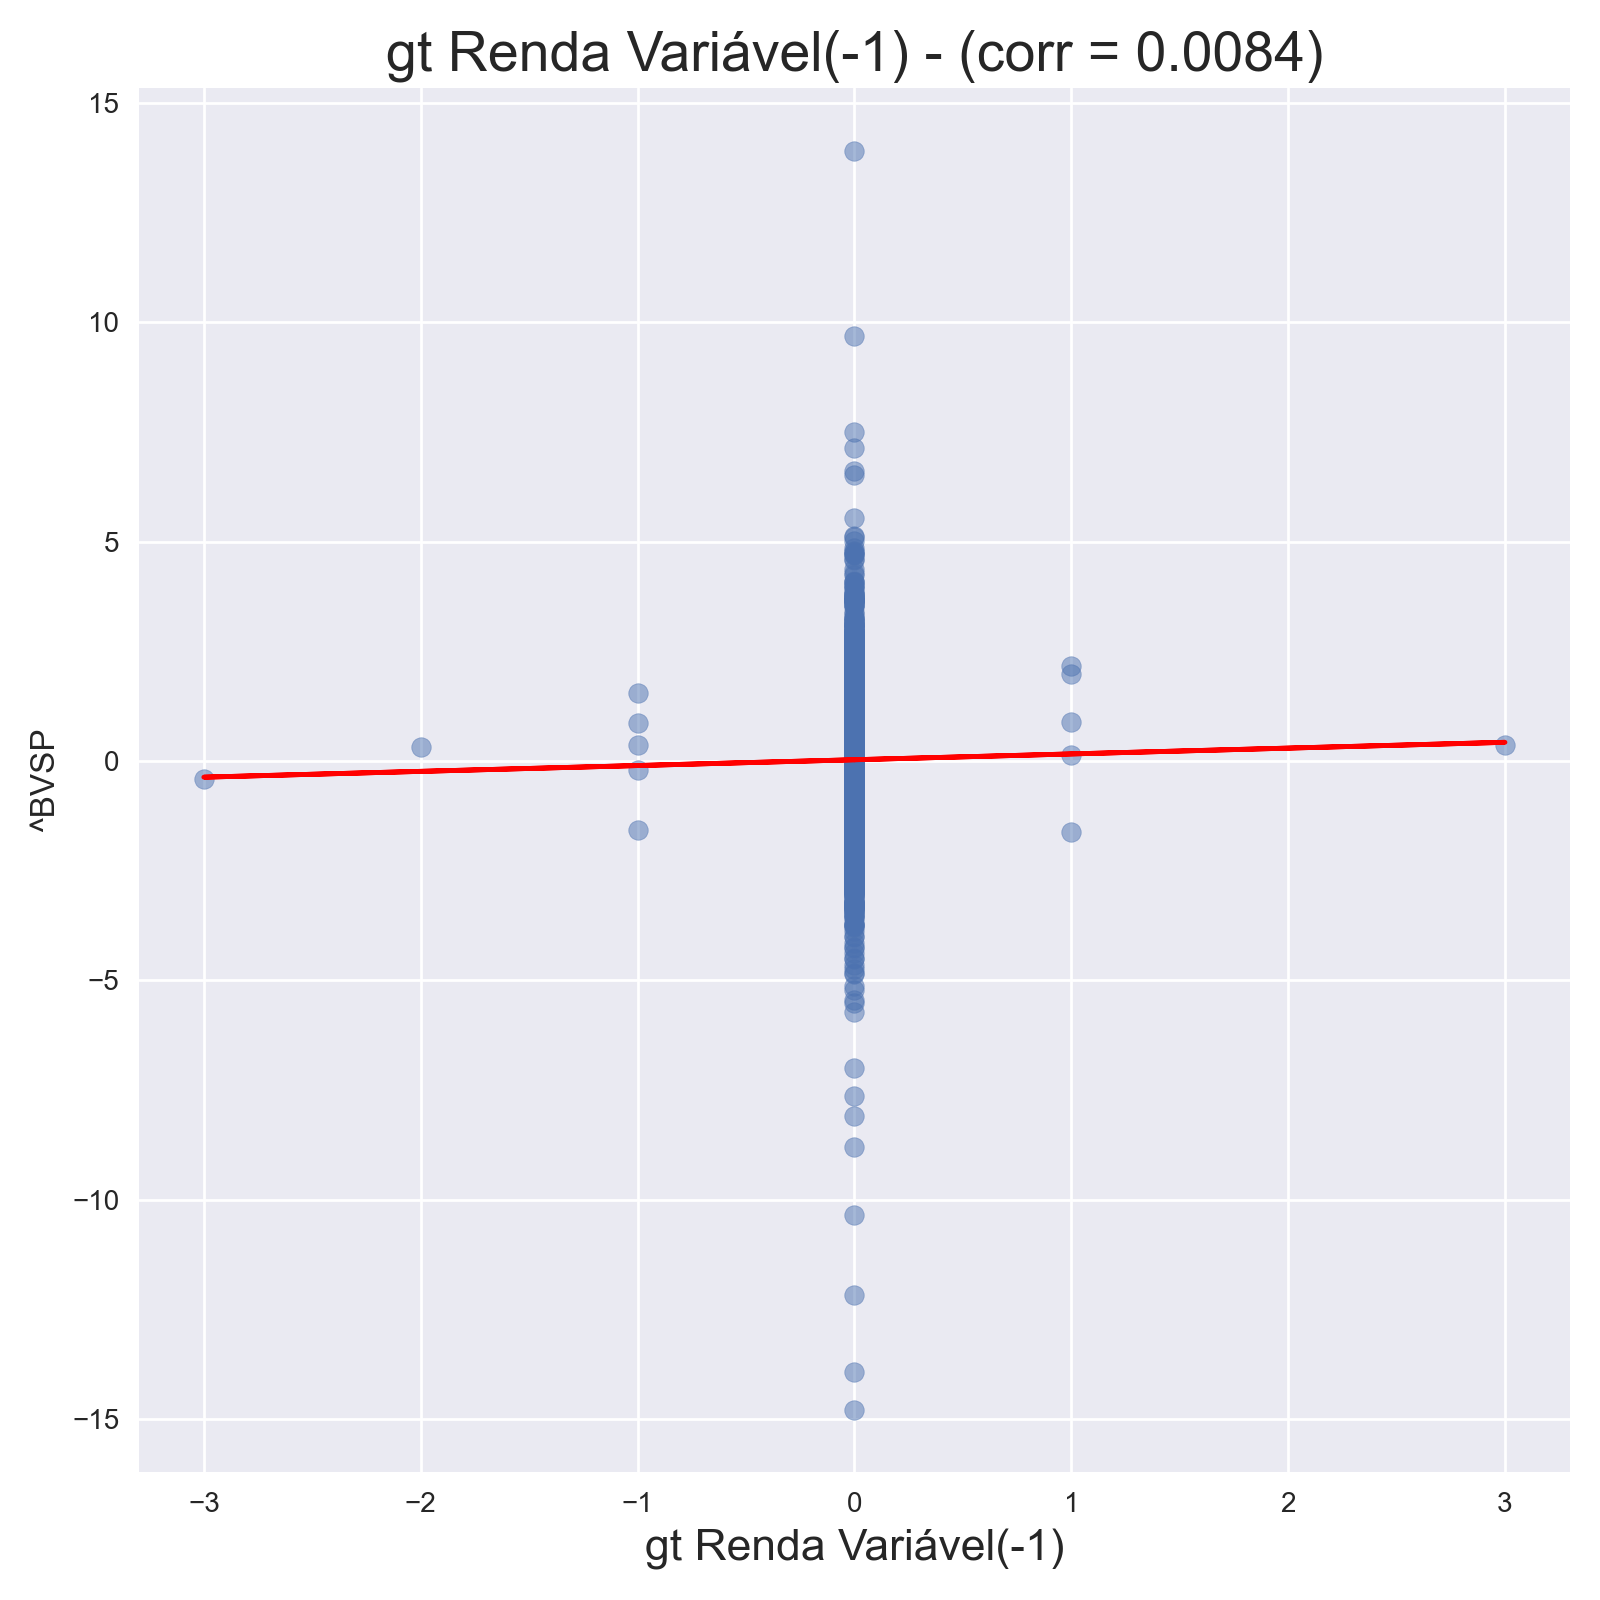 gt Renda Variável(-1) - (corr = 0.0084)
15
10
5
0
−5
−10
−15
^BVSP
−3 −2 −1 0 1 2 3
gt Renda Variável(-1)